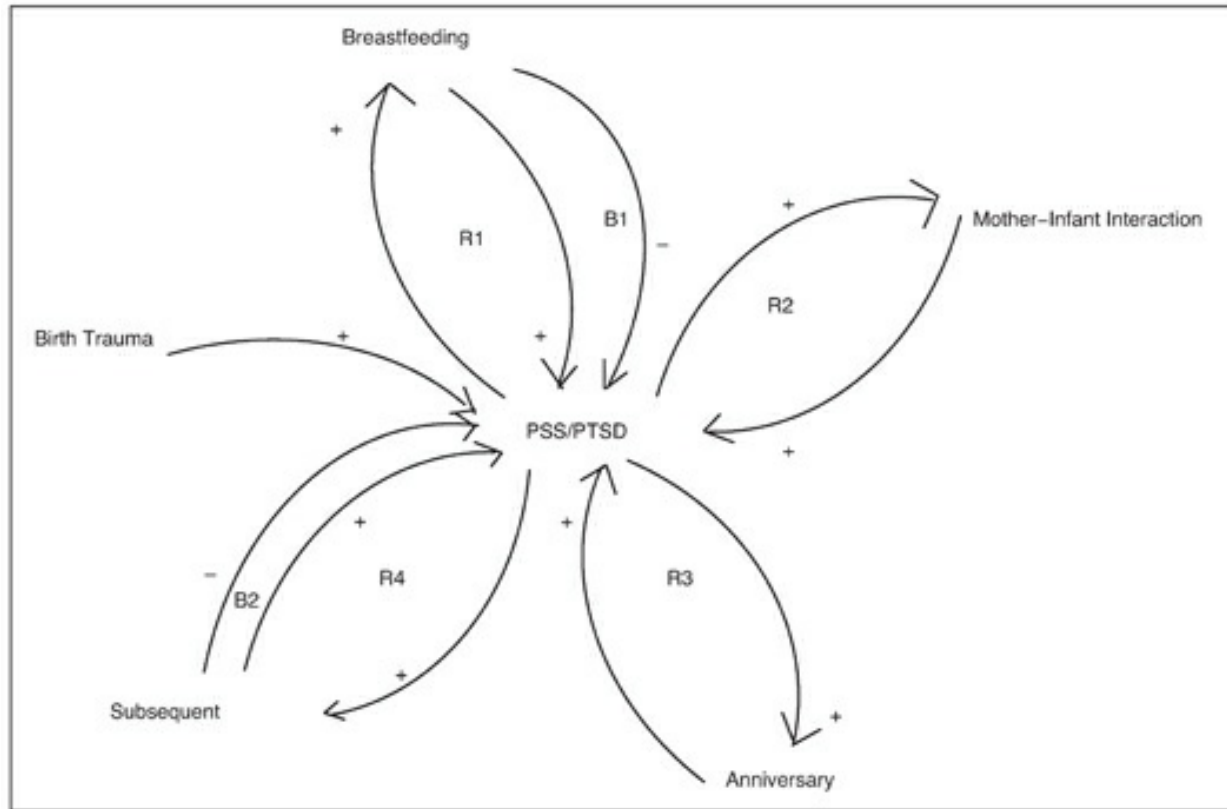 Breastfeeding
+
B1
R1
−
+
Mother−Infant Interaction
R2
Birth Trauma
+
+
PSS/PTSD
+
+
+
R4
R3
−
B2
+
Subsequent
+
Anniversary